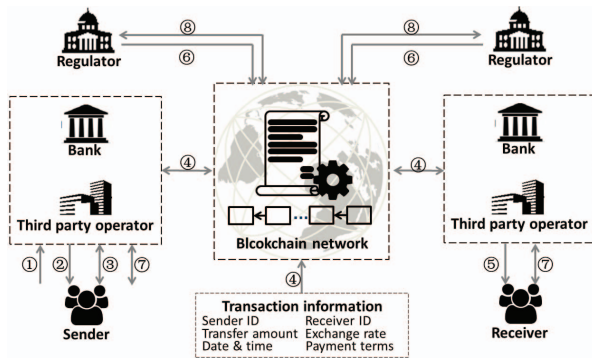 ⑧ ⑧
Regulator ⑥ ⑥ Regulator
Bank Bank
④ ④
Third party operator Third party operator
Blcokchain network
① ② ③ ⑦ ④ ⑤ ⑦
Transaction information
Sender ID Receiver ID
Transfer amount Exchange rate
Date & time Payment terms
Sender Receiver